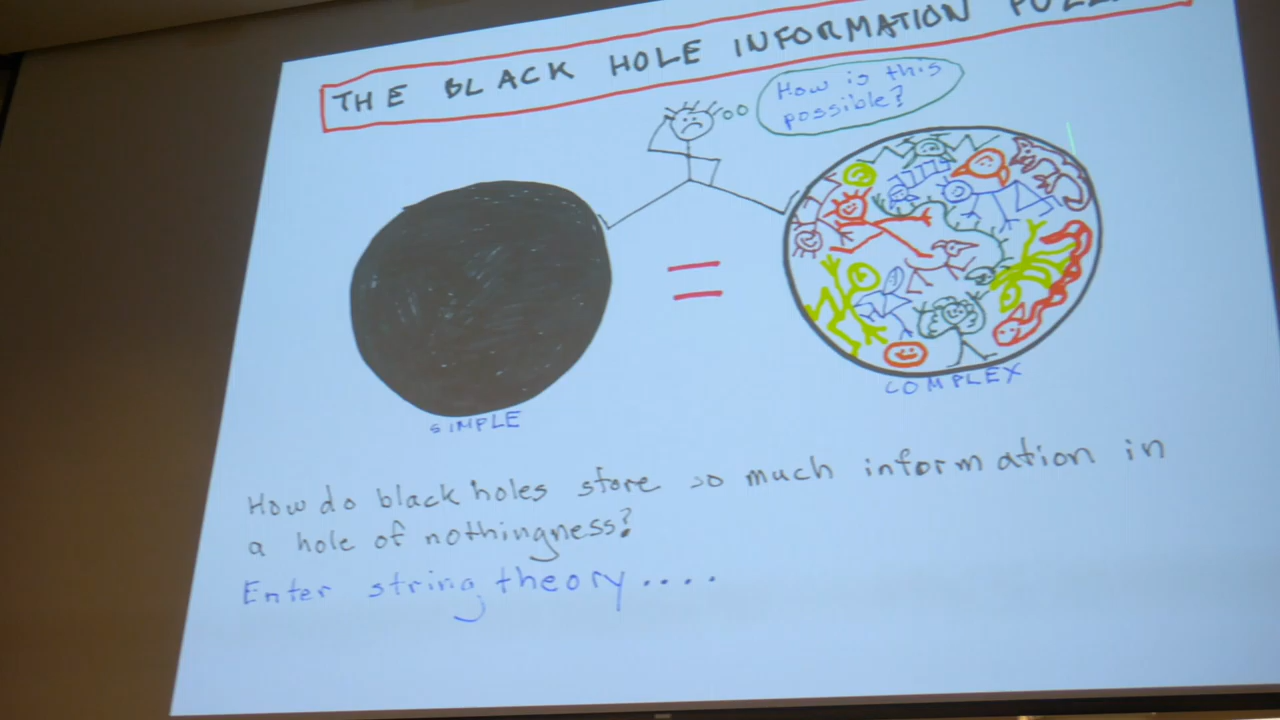 THE BLACK HOLE INFORMATION
How is this
possible?
SIMPLE
COMPLEX
How do black holes store so much information in
a hole of nothingness?
Enter string theory....